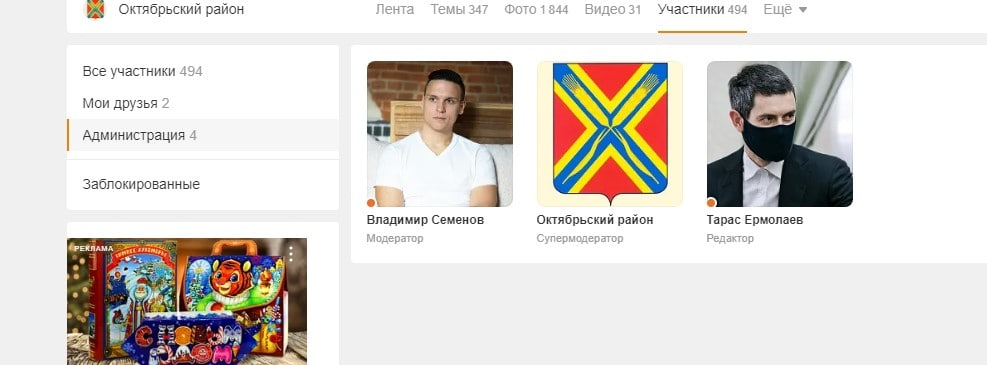 Октябрьский район
Лента Темы 347 Фото 1 844 Видео 31 Участники 494 Ещё
Все участники 494
Мои друзья 2
Администрация 4
Заблокированные
Владимир Семенов
Модератор
Октябрьский район
Супермодератор
Тарас Ермолаев
Редактор
РЕКЛАМА